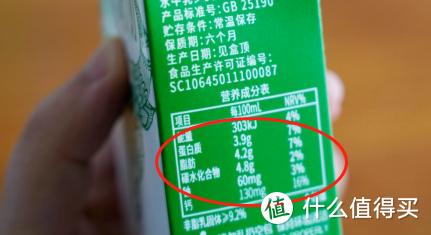 产品标准号: GB 25190
贮存条件: 常温保存
保质期: 六个月
生产日期: 见盒顶
食品生产许可证编号:
SC10645011100087
营养成分表
项目 每100mL NRV%
能量 303kJ 4%
蛋白质 3.9g 7%
脂肪 4.2g 7%
碳水化合物 4.8g 2%
钠 60mg 3%
钙 130mg 16%
非脂乳固体≥9.2%
值 什么值得买